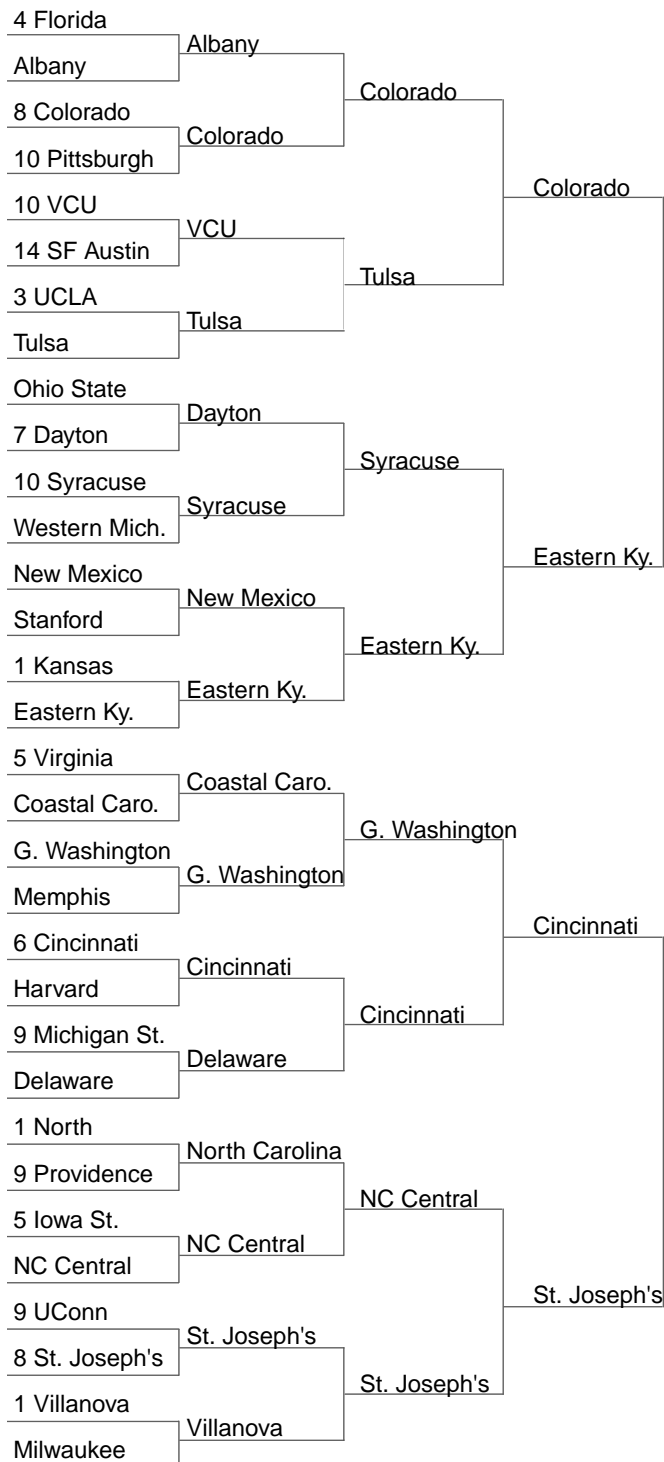 4 Florida
Albany
8 Colorado
10 Pittsburgh
10 VCU
14 SF Austin
3 UCLA
Tulsa
Ohio State
7 Dayton
10 Syracuse
Western Mich.
New Mexico
Stanford
1 Kansas
Eastern Ky.
5 Virginia
Coastal Caro.
G. Washington
Memphis
6 Cincinnati
Harvard
9 Michigan St.
Delaware
1 North
9 Providence
5 Iowa St.
NC Central
9 UConn
8 St. Joseph's
1 Villanova
Milwaukee
Albany
Colorado
VCU
Tulsa
Dayton
Syracuse
New Mexico
Eastern Ky.
Coastal Caro.
G. Washington
Cincinnati
Delaware
North Carolina
NC Central
St. Joseph's
Villanova
Colorado
Tulsa
Syracuse
Eastern Ky.
G. Washington
Cincinnati
NC Central
St. Joseph's
Colorado
Eastern Ky.
Cincinnati
St. Joseph's